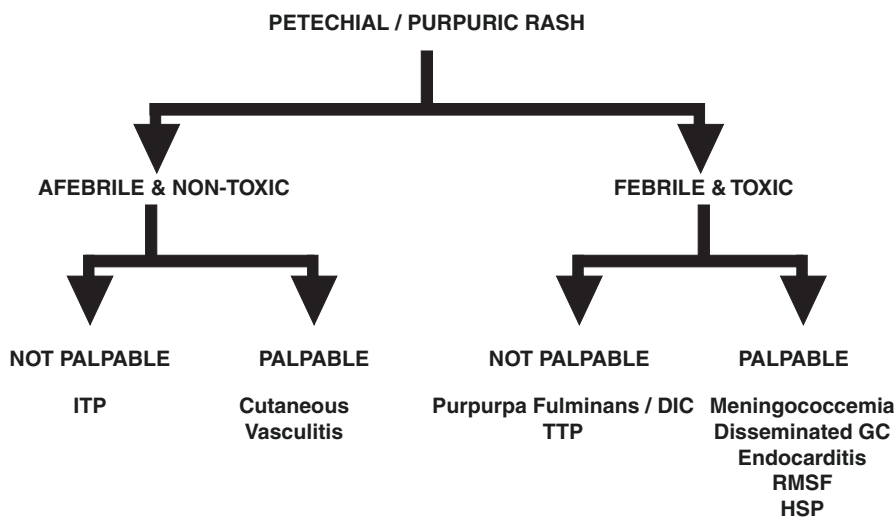 PETECHIAL / PURPURIC RASH
AFEBRILE & NON-TOXIC
FEBRILE & TOXIC
NOT PALPABLE
PALPABLE
NOT PALPABLE
PALPABLE
ITP
Cutaneous
Vasculitis
Purpurpa Fulminans / DIC
TTP
Meningococcemia
Disseminated GC
Endocarditis
RMSF
HSP